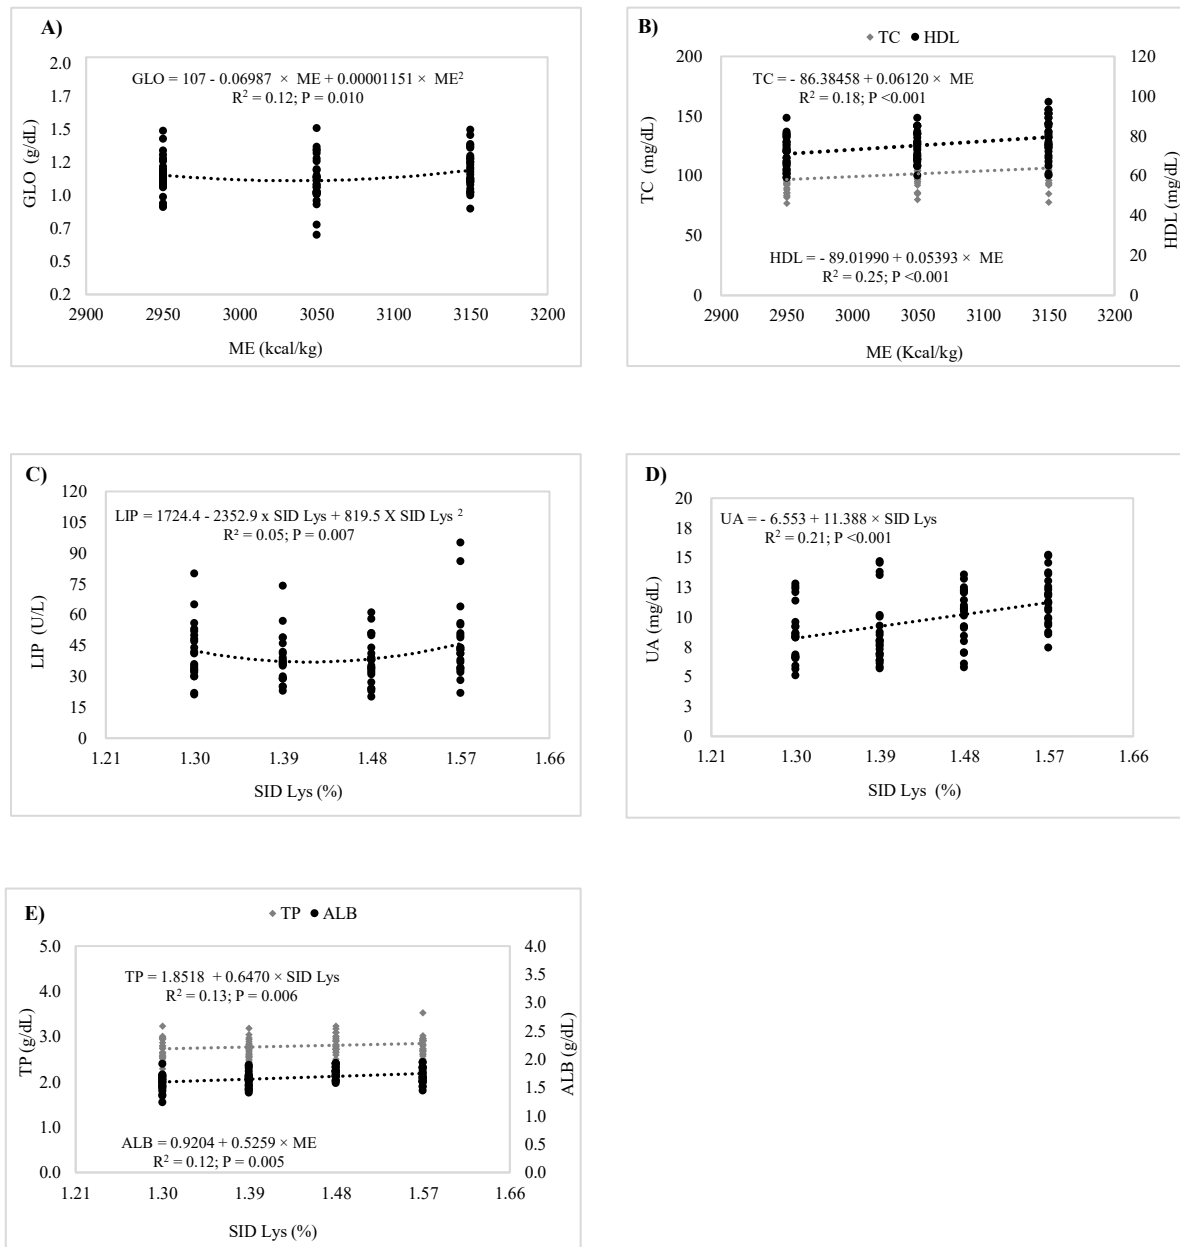 A)
GLO = 107 - 0.06987 × ME + 0.00001151 × ME²
R² = 0.12; P = 0.010
2.0
1.7
1.5
1.2
1.0
0.7
0.5
0.2
GLO (g/dL)
2900 2950 3000 3050 3100 3150 3200
ME (kcal/kg)
B)
TC HDL
TC = - 86.38458 + 0.06120 × ME
R² = 0.18; P <0.001
200
150
100
50
0
TC (mg/dL)
120
100
80
60
40
20
0
HDL (mg/dL)
HDL = - 89.01990 + 0.05393 × ME
R² = 0.25; P <0.001
2900 2950 3000 3050 3100 3150 3200
ME (Kcal/kg)
C)
LIP = 1724.4 - 2352.9 x SID Lys + 819.5 X SID Lys ²
R² = 0.05; P = 0.007
120
105
90
75
60
45
30
15
0
LIP (U/L)
1.21 1.30 1.39 1.48 1.57 1.66
SID Lys (%)
D)
UA = - 6.553 + 11.388 × SID Lys
R² = 0.21; P <0.001
20
18
15
13
10
8
5
3
0
UA (mg/dL)
1.21 1.30 1.39 1.48 1.57 1.66
SID Lys (%)
E)
TP ALB
TP = 1.8518 + 0.6470 × SID Lys
R² = 0.13; P = 0.006
5.0
4.0
3.0
2.0
1.0
0.0
TP (g/dL)
4.0
3.5
3.0
2.5
2.0
1.5
1.0
0.5
0.0
ALB (g/dL)
ALB = 0.9204 + 0.5259 × ME
R² = 0.12; P = 0.005
1.21 1.30 1.39 1.48 1.57 1.66
SID Lys (%)